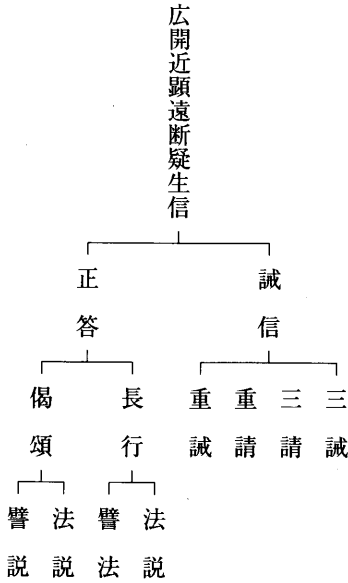 広開近顕遠断疑生信
誡信
正答
三誡
三請
重請
重誡
長行
偈頌
法説
譬法
法説
譬説